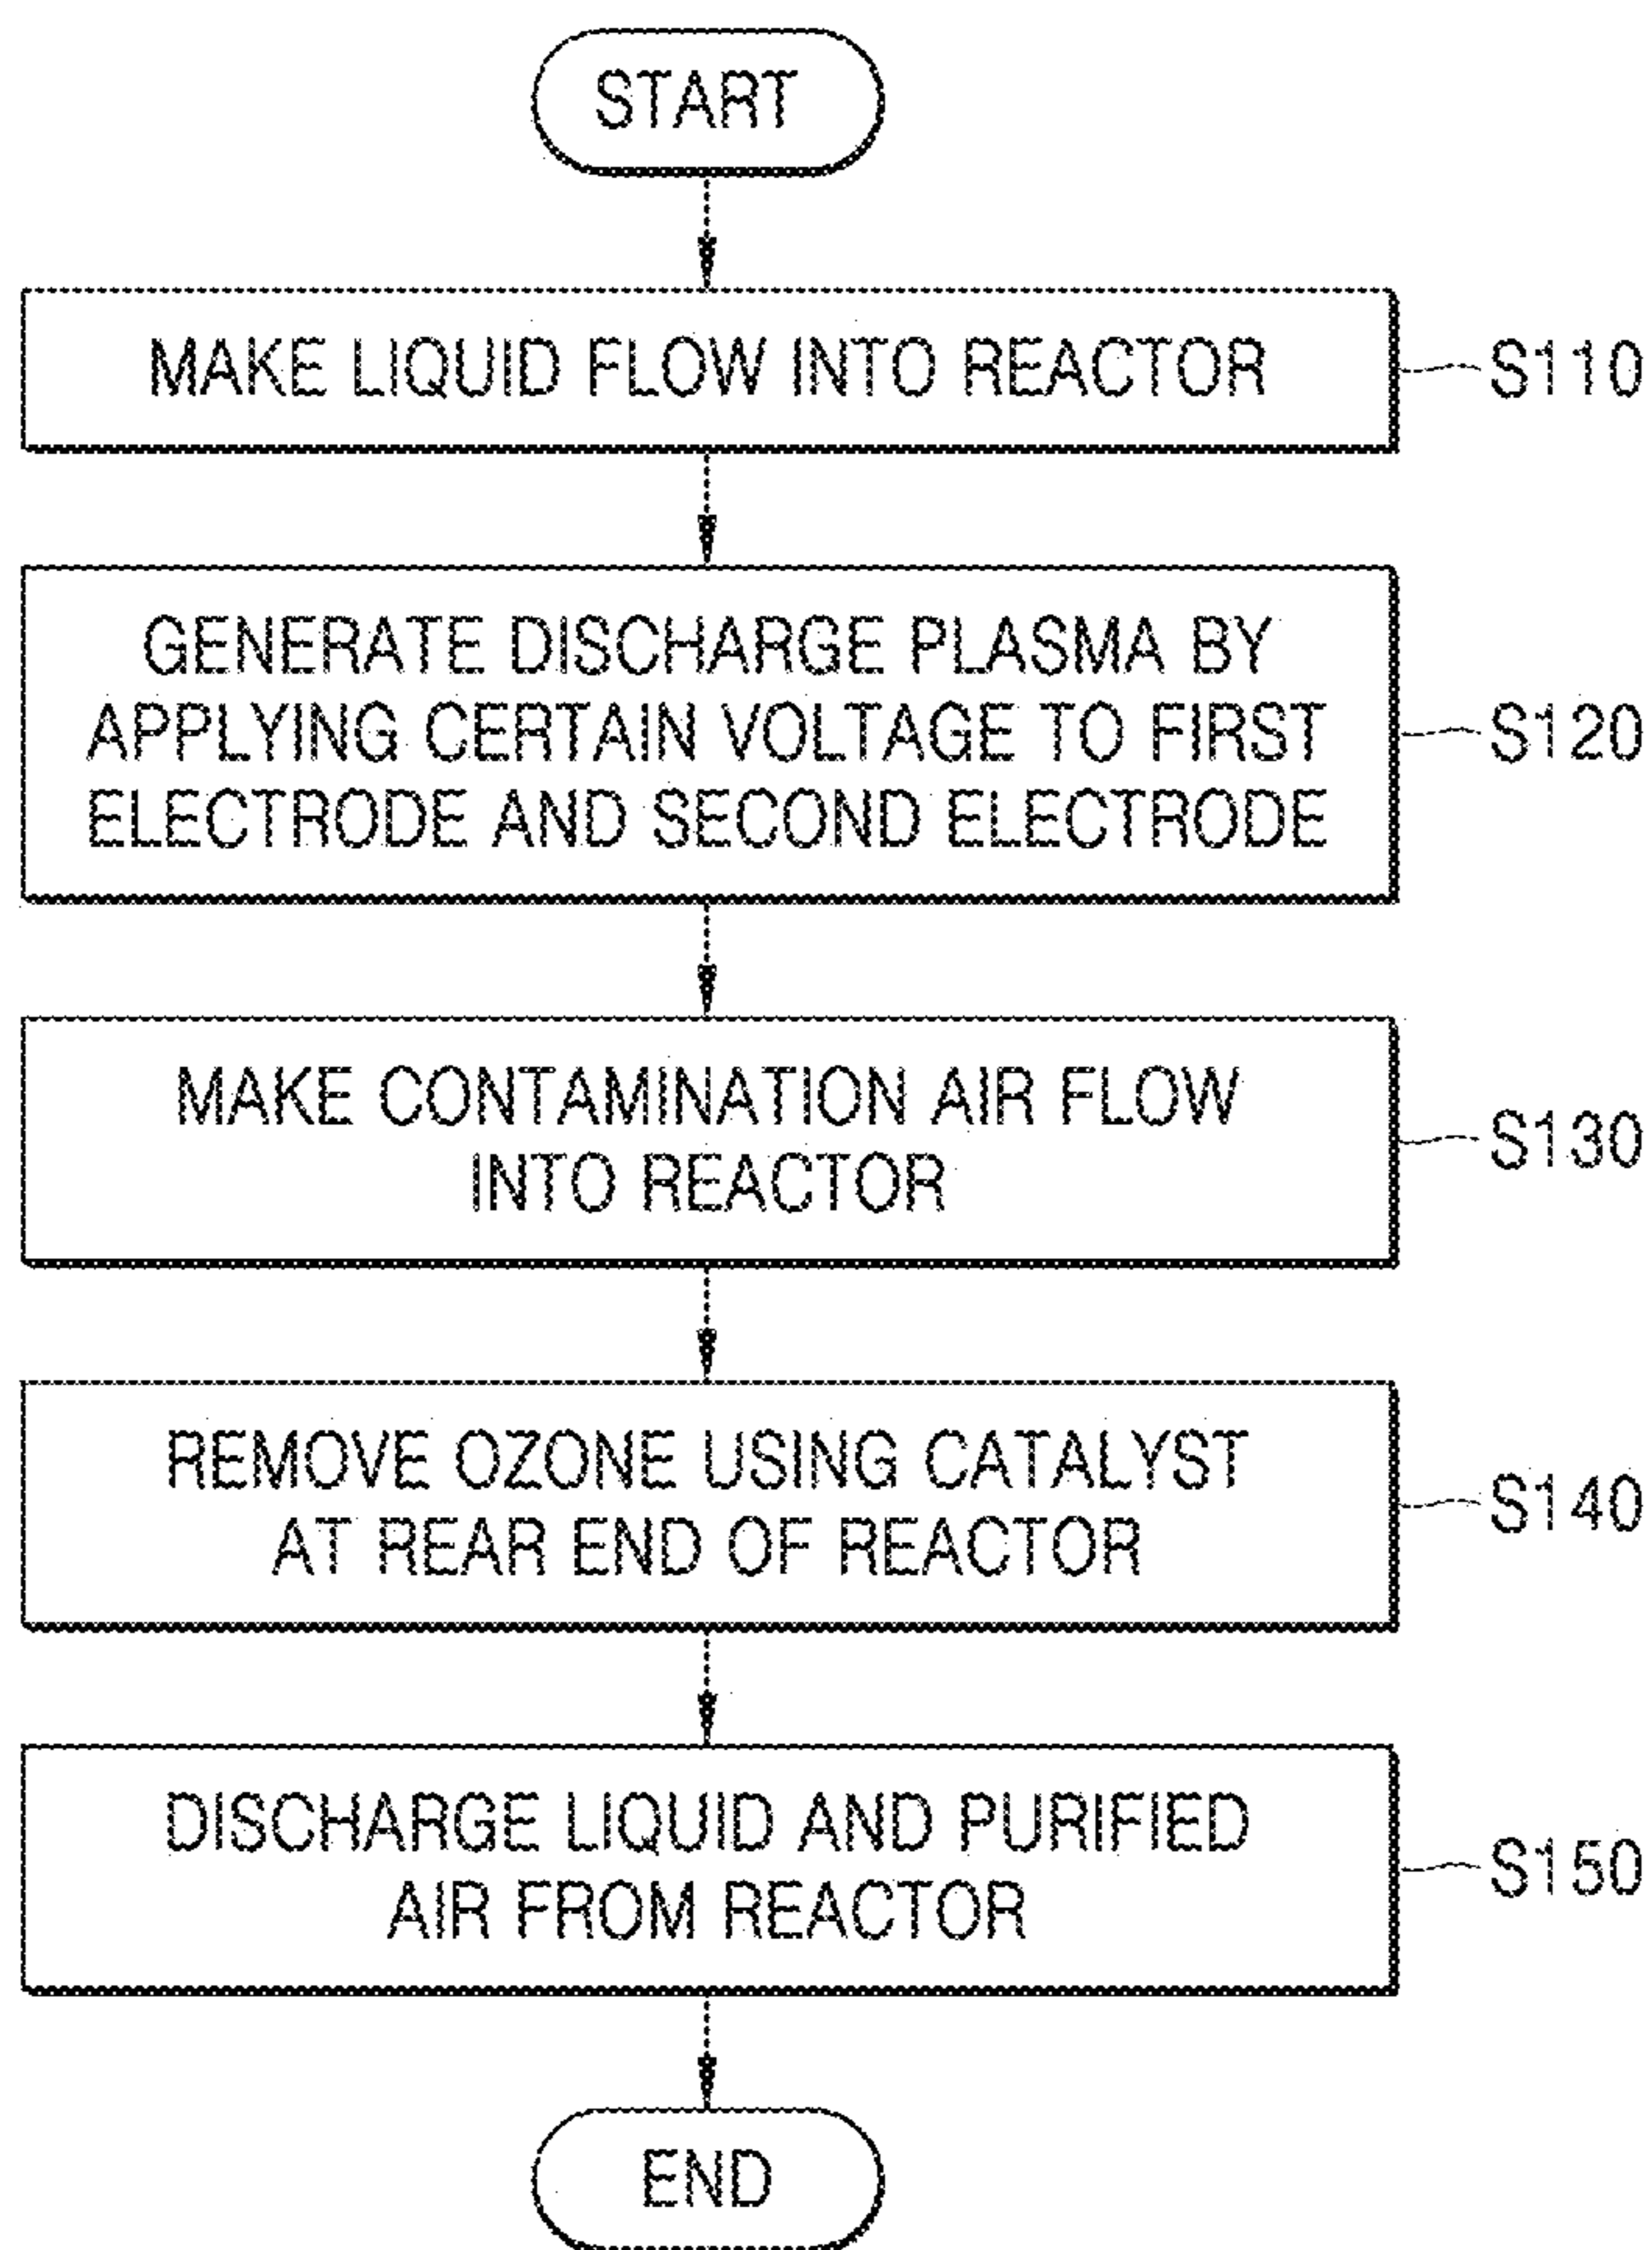 START
MAKE LIQUID FLOW INTO REACTOR
S110
GENERATE DISCHARGE PLASMA BY
APPLYING CERTAIN VOLTAGE TO FIRST
ELECTRODE AND SECOND ELECTRODE
S120
MAKE CONTAMINATION AIR FLOW
INTO REACTOR
S130
REMOVE OZONE USING CATALYST
AT REAR END OF REACTOR
S140
DISCHARGE LIQUID AND PURIFIED
AIR FROM REACTOR
S150
END